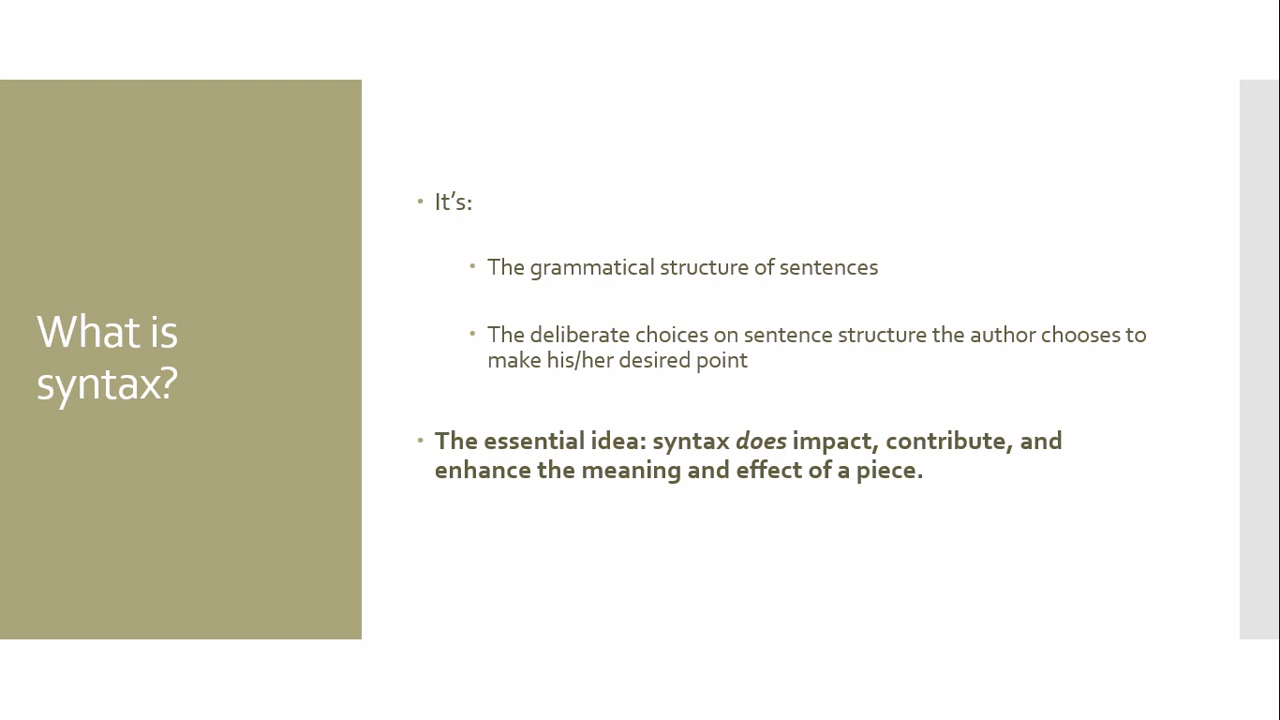 What is
syntax?
• It’s:
• The grammatical structure of sentences
• The deliberate choices on sentence structure the author chooses to
make his/her desired point
• The essential idea: syntax does impact, contribute, and
enhance the meaning and effect of a piece.